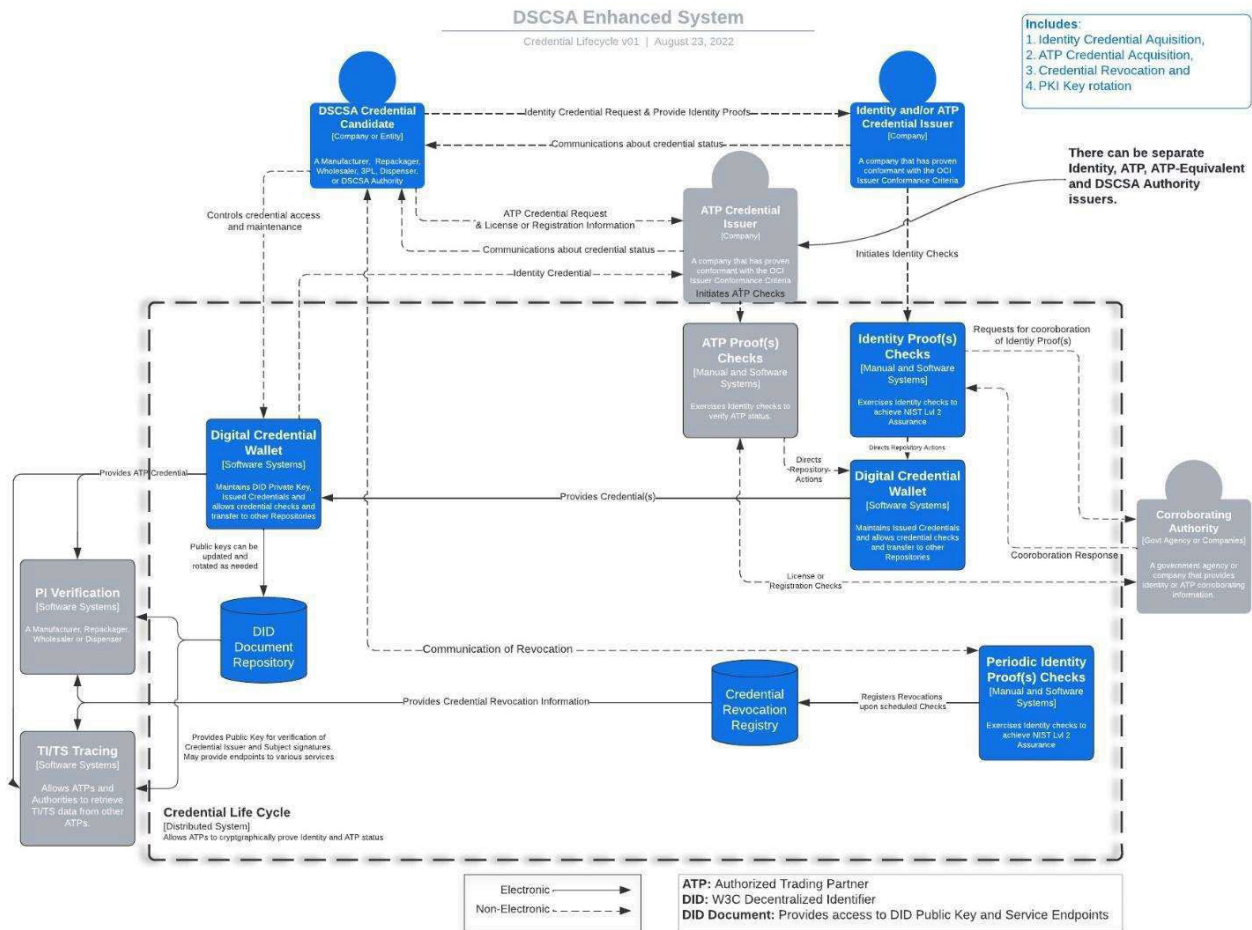 DSCSA Enhanced System
Credential Lifecycle v01 | August 23, 2022
Includes:
1. Identity Credential Aquisition,
2. ATP Credential Acquisition,
3. Credential Revocation and
4. PKI Key rotation
DSCSA Credential
Candidate
[Company or Entity]
A Manufacturer, Repackager,
Wholesaler, 3PL, Dispenser,
or DSCSA Authority
Identity Credential Request & Provide Identity Proofs
Communications about credential status
Identity and/or ATP
Credential Issuer
[Company]
A company that has proven
conformant with the OCI
Issuer Conformance Criteria
There can be separate
Identity, ATP, ATP-Equivalent
and DSCSA Authority
issuers.
Controls credential access
and maintenance
ATP Credential Request
& License or Registration Information
Communications about credential status
Identity Credential
ATP Credential
Issuer
[Company]
A company that has proven
conformant with the OCI
Issuer Conformance Criteria
Initiates ATP Checks
Initiates Identity Checks
ATP Proof(s)
Checks
[Manual and Software
Systems]
Exercises Identity checks to
verify ATP status.
Identity Proof(s)
Checks
[Manual and Software
Systems]
Exercises Identity checks to
achieve NIST Lvl 2
Assurance
Requests for cooroboration
of Identiy Proof(s)
Directs Repository Actions
Directs
Repository
Actions
Digital Credential
Wallet
[Software Systems]
Maintains DID Private Key,
Issued Credentials and
allows credential checks and
transfer to other Repositories
Provides ATP Credential
Provides Credential(s)
Digital Credential
Wallet
[Software Systems]
Maintains Issued Credentials
and allows credential checks
and transfer to other
Repositories
Corroborating
Authority
[Govt Agency or Companies]
A government agency or
company that provides
identity or ATP corroborating
information.
Cooroboration Response
License or
Registration Checks
Public keys can be
updated and
rotated as needed
PI Verification
[Software Systems]
A Manufacturer, Repackager,
Wholesaler or Dispenser
DID
Document
Repository
Communication of Revocation
Periodic Identity
Proof(s) Checks
[Manual and Software
Systems]
Exercises Identity checks to
achieve NIST Lvl 2
Assurance
Registers Revocations
upon scheduled Checks
Credential
Revocation
Registry
Provides Credential Revocation Information
Provides Public Key for verification of
Credential Issuer and Subject signatures.
May provide endpoints to various services
TI/TS Tracing
[Software Systems]
Allows ATPs and
Authorities to retrieve
TI/TS data from other
ATPs.
Credential Life Cycle
[Distributed System]
Allows ATPs to cryptgraphically prove Identity and ATP status
Electronic
Non-Electronic
ATP: Authorized Trading Partner
DID: W3C Decentralized Identifier
DID Document: Provides access to DID Public Key and Service Endpoints